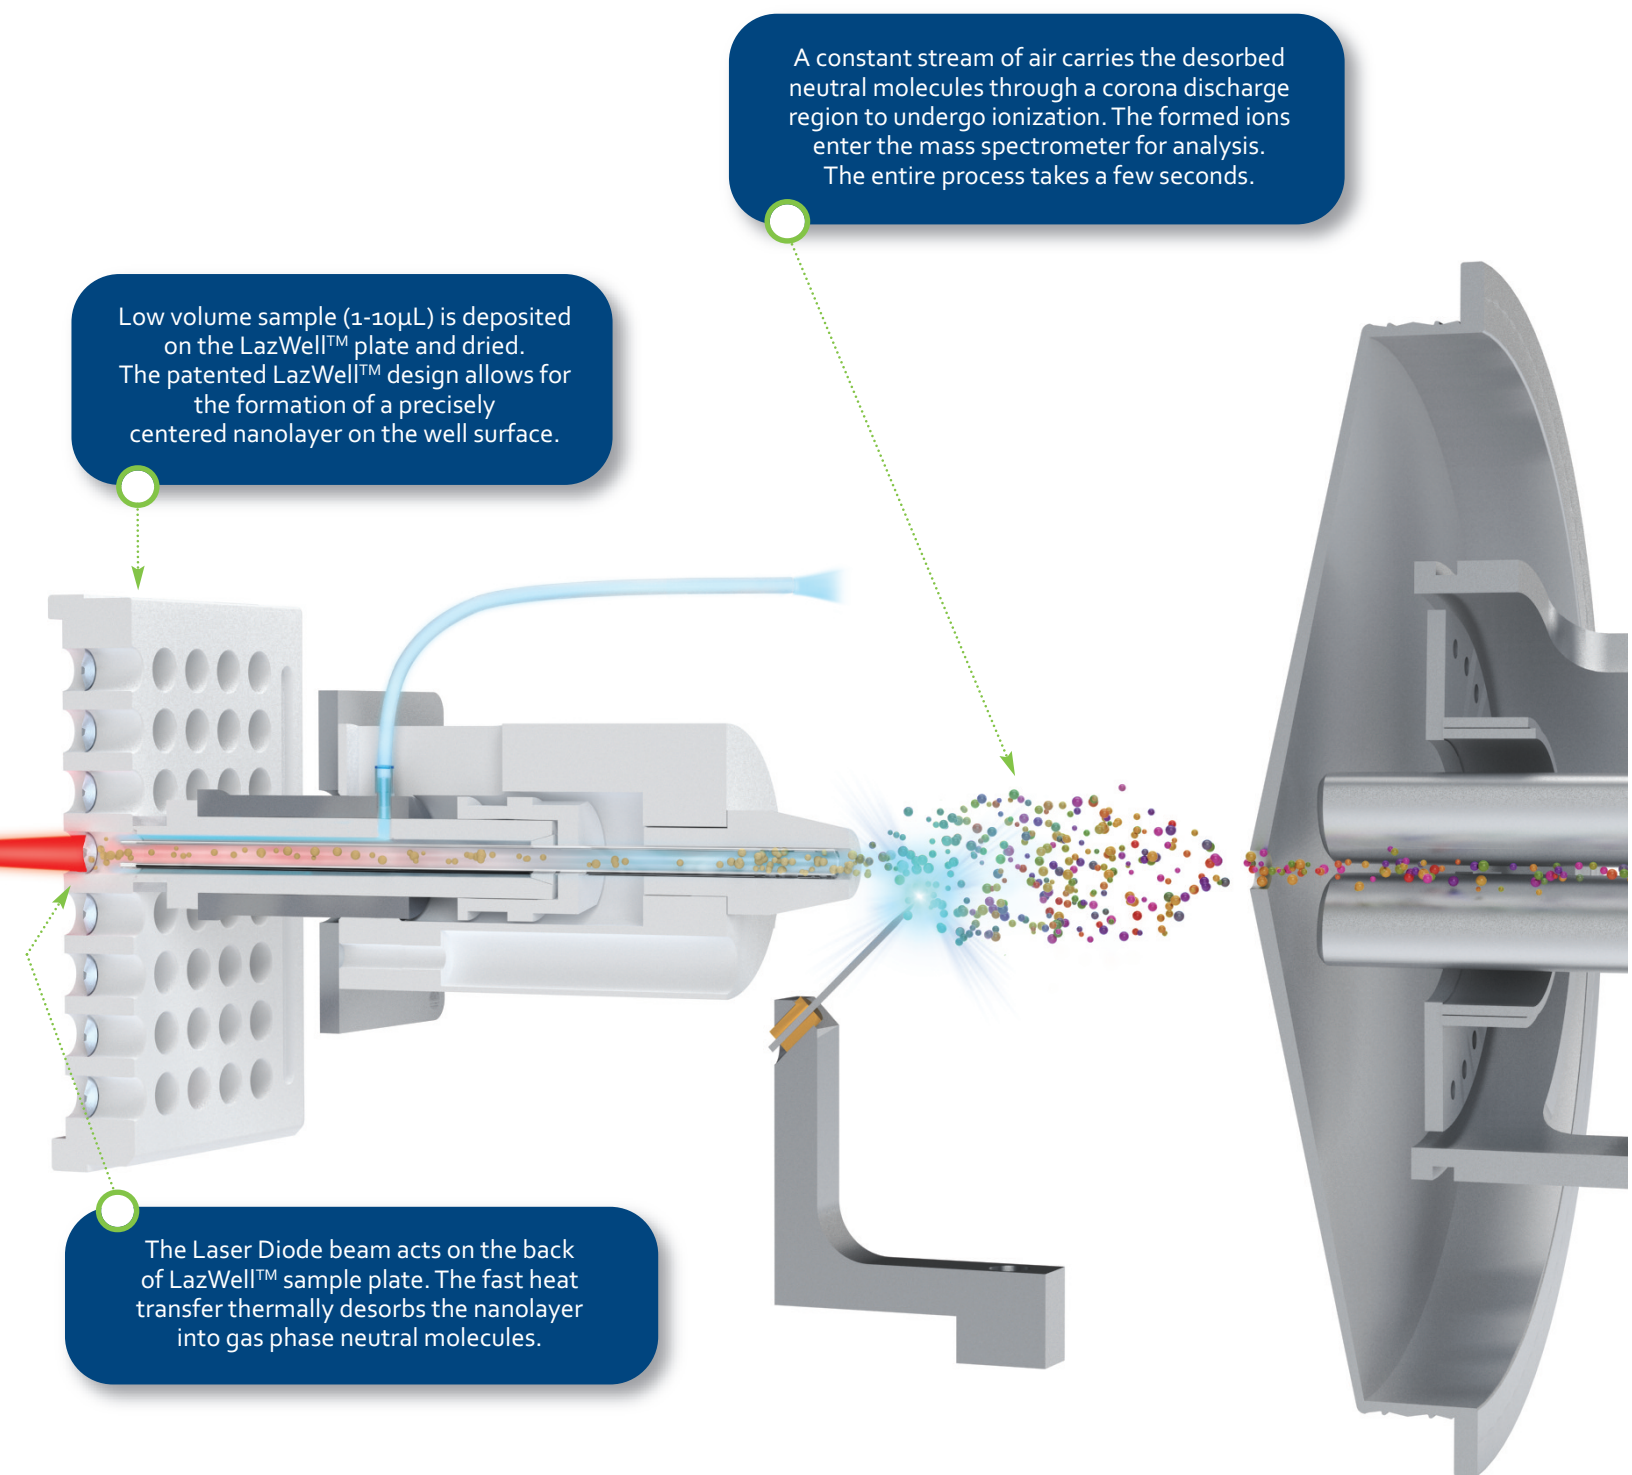 A constant stream of air carries the desorbed
neutral molecules through a corona discharge
region to undergo ionization. The formed ions
enter the mass spectrometer for analysis.
The entire process takes a few seconds.
Low volume sample (1-10µL) is deposited
on the LazWell™ plate and dried.
The patented LazWell™ design allows for
the formation of a precisely
centered nanolayer on the well surface.
The Laser Diode beam acts on the back
of LazWell™ sample plate. The fast heat
transfer thermally desorbs the nanolayer
into gas phase neutral molecules.